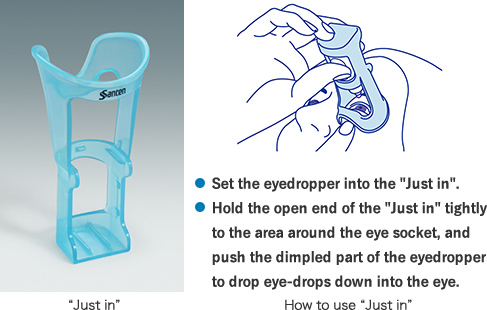 Santen
● Set the eyedropper into the "Just in".
● Hold the open end of the "Just in" tightly
to the area around the eye socket, and
push the dimpled part of the eyedropper
to drop eye-drops down into the eye.
“Just in”
How to use “Just in”